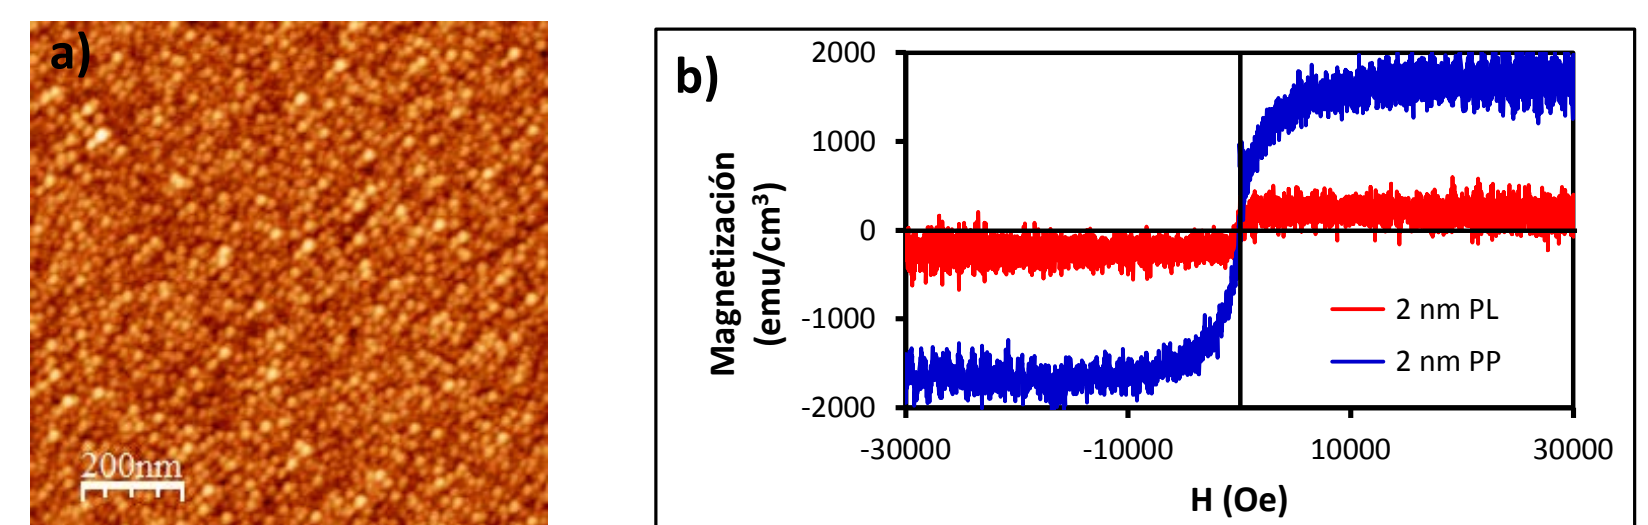 a)
200nm
b)
Magnetización
(emu/cm³)
2000
1000
0
-1000
-2000
-30000 -10000 10000 30000
H (Oe)
2 nm PL
2 nm PP